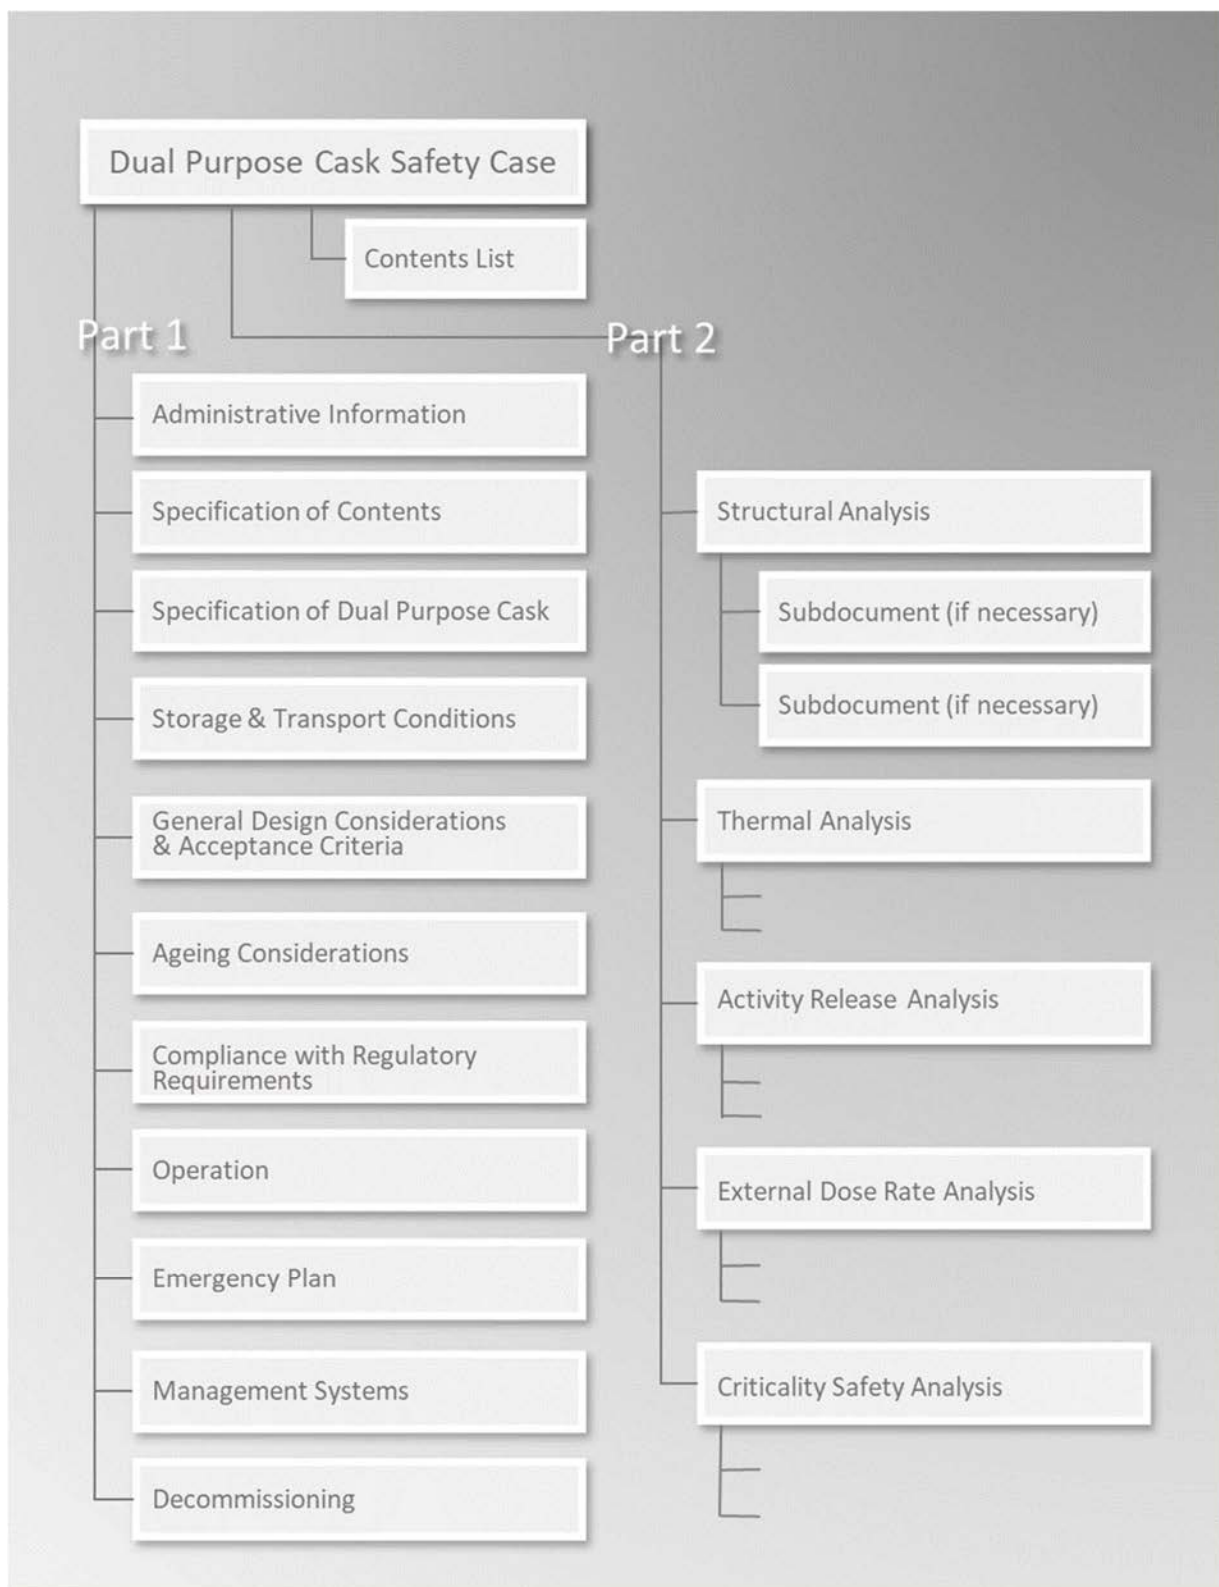 Dual Purpose Cask Safety Case
Contents List
Part 1
Administrative Information
Specification of Contents
Specification of Dual Purpose Cask
Storage & Transport Conditions
General Design Considerations
& Acceptance Criteria
Ageing Considerations
Compliance with Regulatory
Requirements
Operation
Emergency Plan
Management Systems
Decommissioning
Part 2
Structural Analysis
Subdocument (if necessary)
Subdocument (if necessary)
Thermal Analysis
Activity Release Analysis
External Dose Rate Analysis
Criticality Safety Analysis